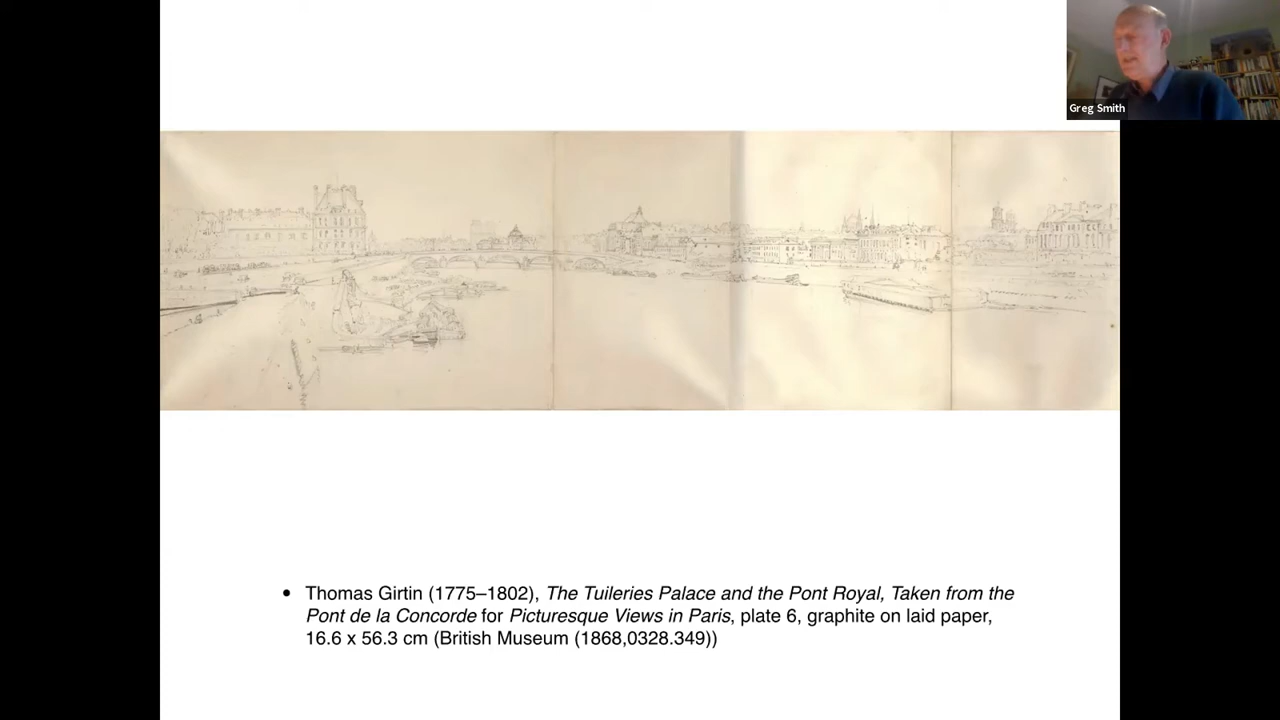 Greg Smith
• Thomas Girtin (1775–1802), The Tuileries Palace and the Pont Royal, Taken from the
Pont de la Concorde for Picturesque Views in Paris, plate 6, graphite on laid paper,
16.6 x 56.3 cm (British Museum (1868,0328.349))